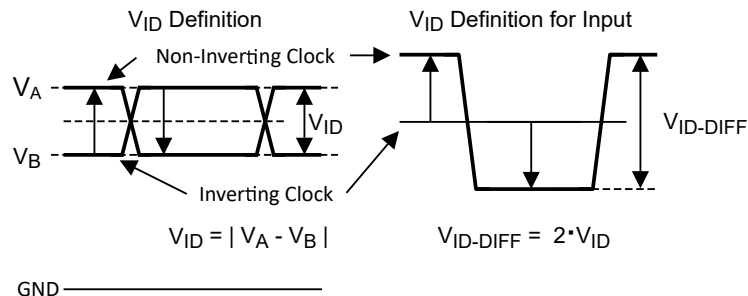 V_ID Definition
V_ID Definition for Input
Non-Inverting Clock
V_A
V_B
V_ID
V_ID-DIFF
Inverting Clock
V_ID = | V_A - V_B |
V_ID-DIFF = 2·V_ID
GND